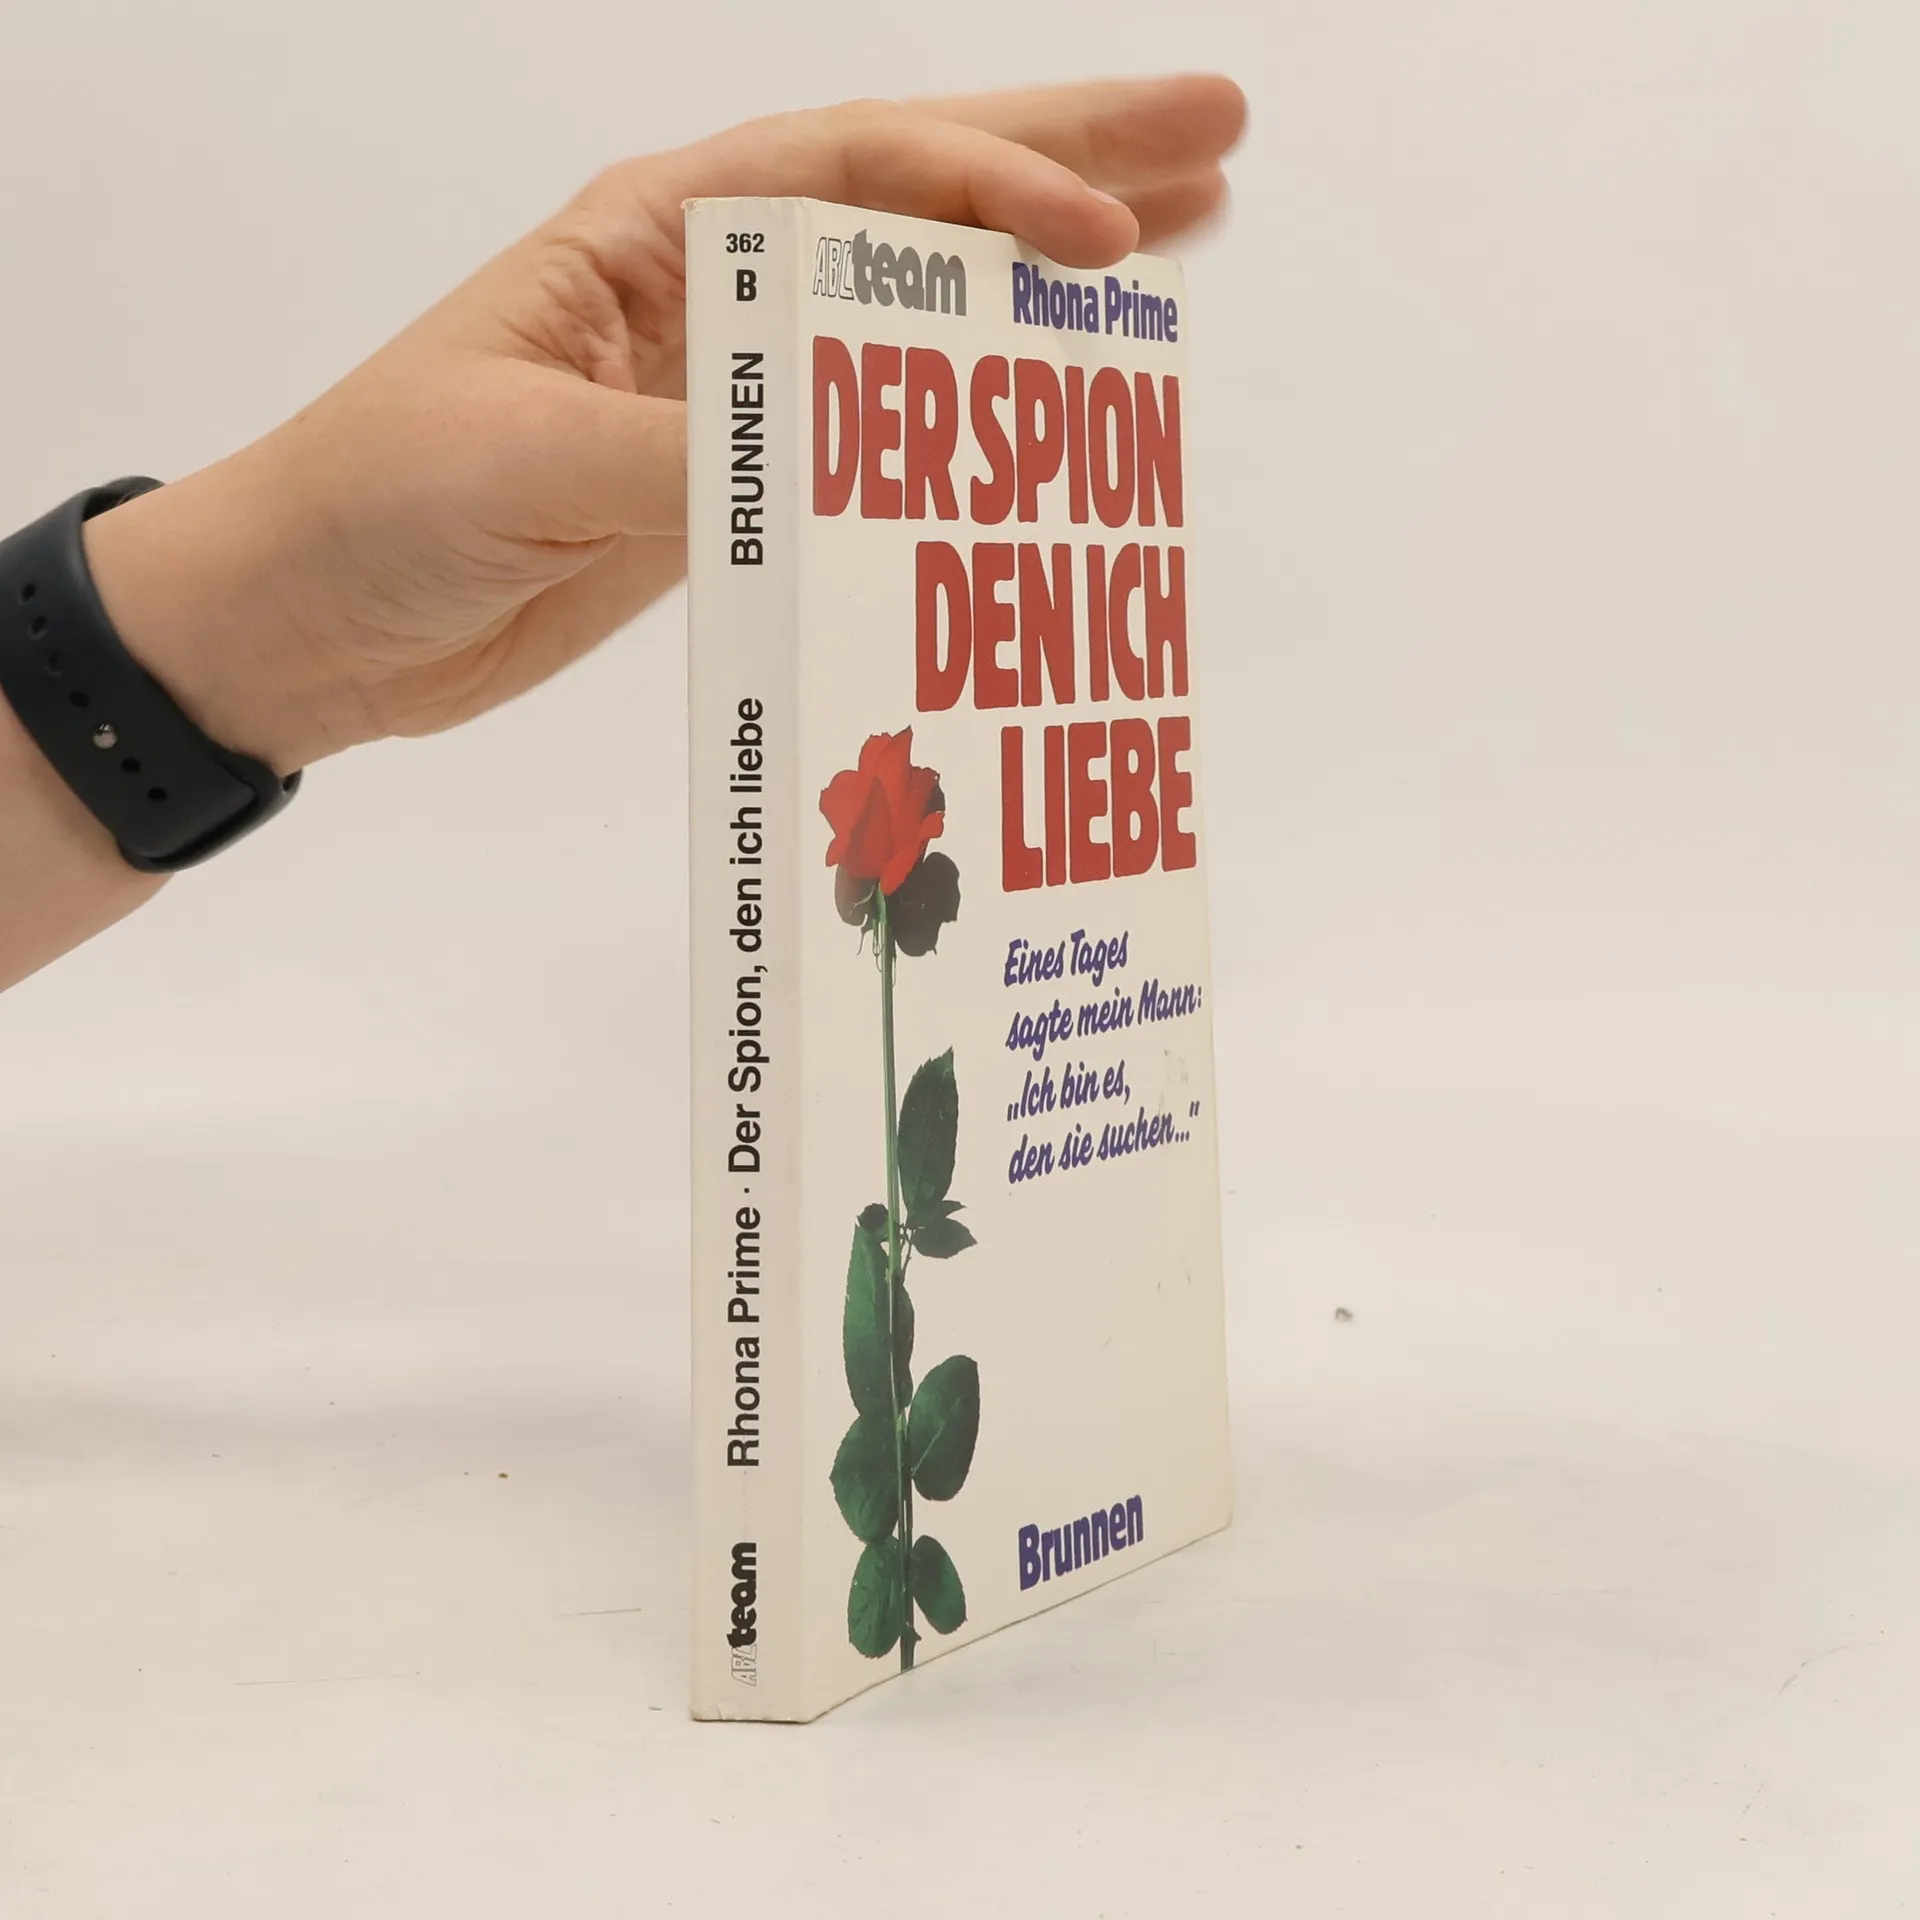 362
B
BRUNNEN
Rhona Prime · Der Spion, den ich liebe
ABCteam
ABCteam
Rhona Prime
DER SPION
DEN ICH
LIEBE
Eines Tages
sagte mein Mann:
„Ich bin es,
den sie suchen..."
Brunnen